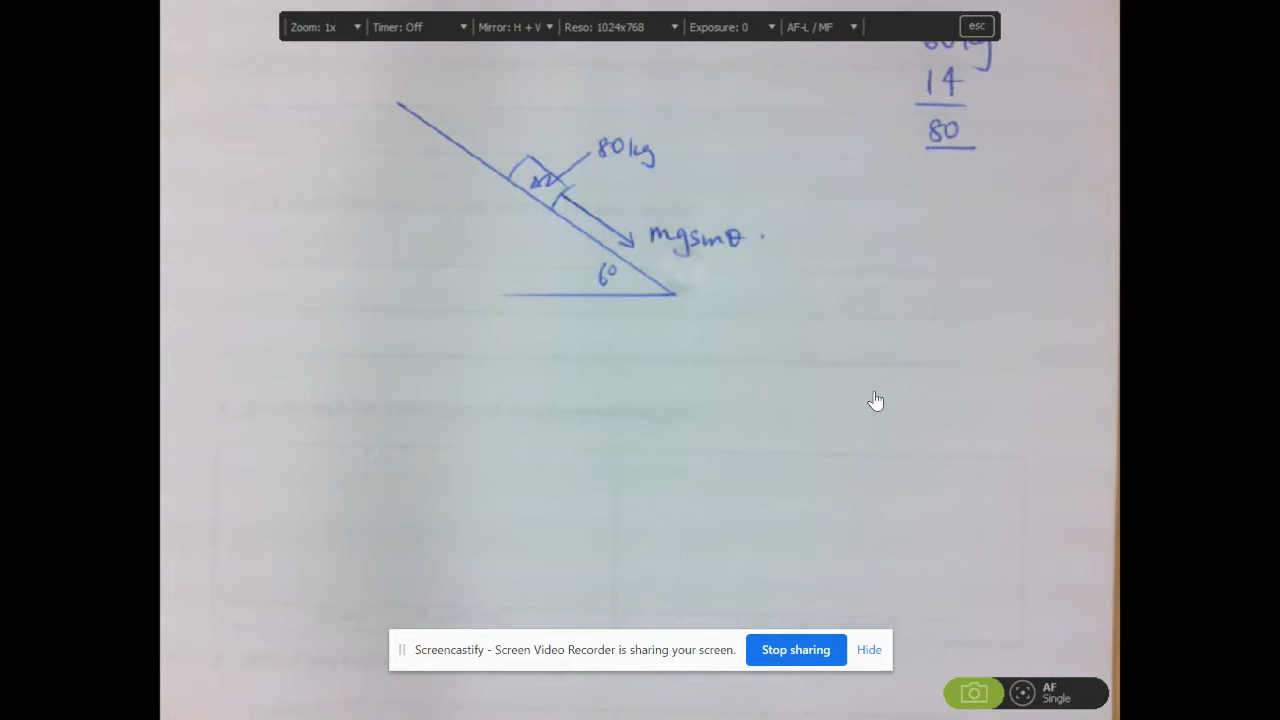 Zoom: 1x Timer: Off Mirror: H + V Reso: 1024x768 Exposure: 0 AF-L / MF esc
14
80
80kg
mgsinθ .
6°
Screencastify - Screen Video Recorder is sharing your screen. Stop sharing Hide
AF
Single